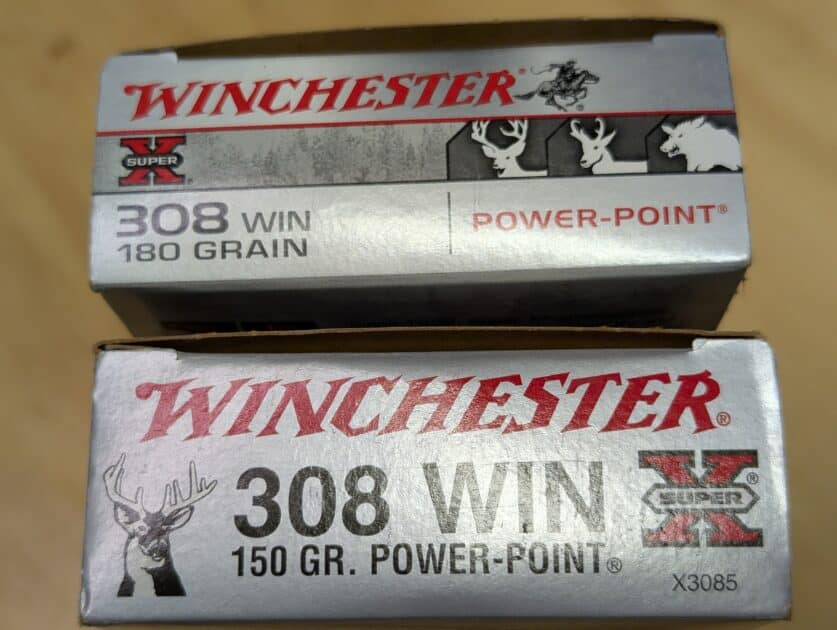 WINCHESTER®
X
SUPER
®
308 WIN
180 GRAIN
POWER-POINT®
WINCHESTER®
308 WIN
150 GR. POWER-POINT®
X
SUPER
®
X3085